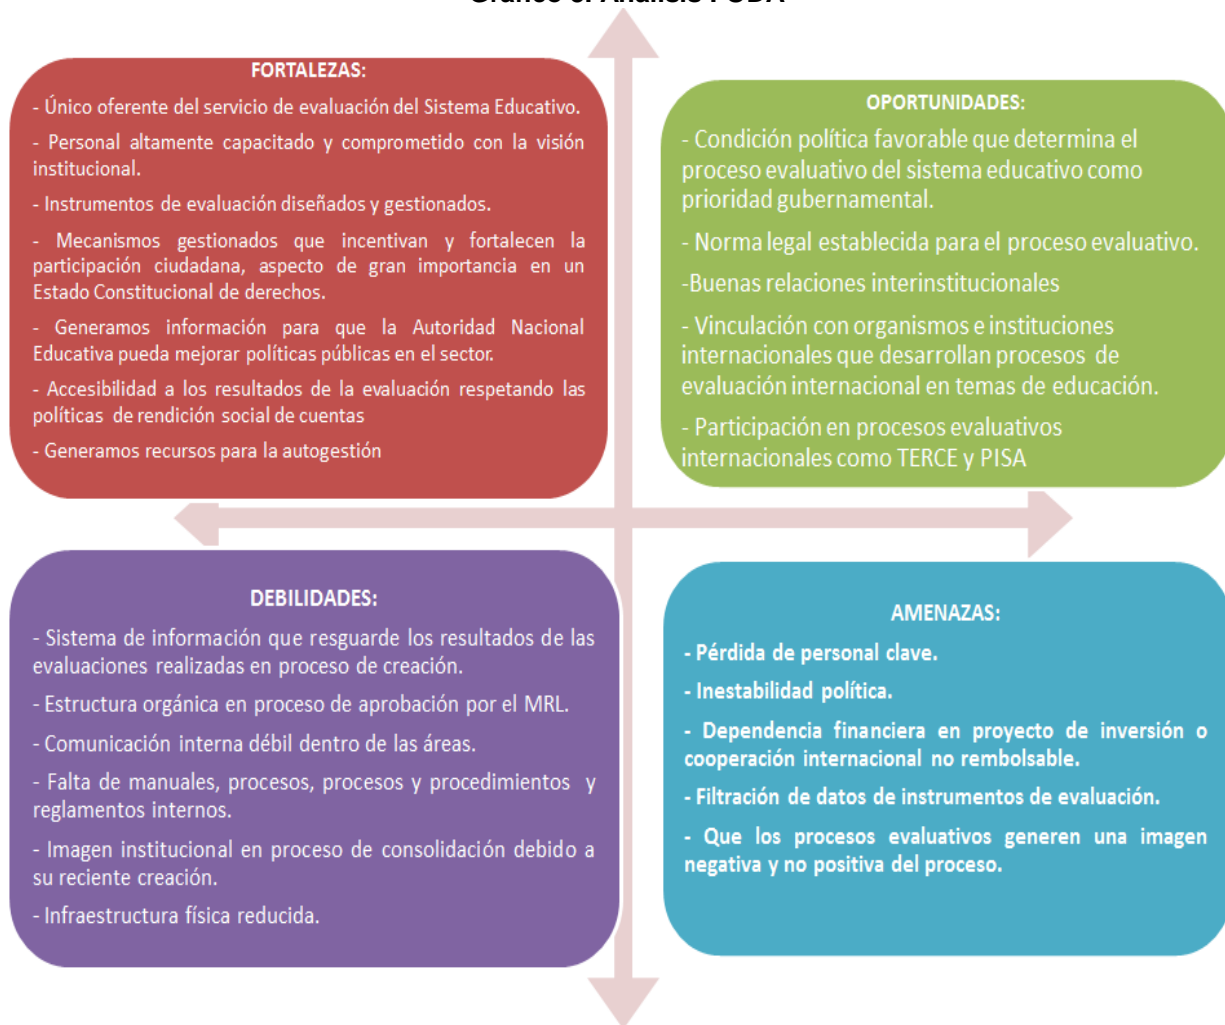 Gráfico 3. Análisis FODA
FORTALEZAS:
- Único oferente del servicio de evaluación del Sistema Educativo.
- Personal altamente capacitado y comprometido con la visión
institucional.
- Instrumentos de evaluación diseñados y gestionados.
- Mecanismos gestionados que incentivan y fortalecen la
participación ciudadana, aspecto de gran importancia en un
Estado Constitucional de derechos.
- Generamos información para que la Autoridad Nacional
Educativa pueda mejorar políticas públicas en el sector.
- Accesibilidad a los resultados de la evaluación respetando las
políticas de rendición social de cuentas
- Generamos recursos para la autogestión
OPORTUNIDADES:
- Condición política favorable que determina el
proceso evaluativo del sistema educativo como
prioridad gubernamental.
- Norma legal establecida para el proceso evaluativo.
-Buenas relaciones interinstitucionales
- Vinculación con organismos e instituciones
internacionales que desarrollan procesos de
evaluación internacional en temas de educación.
- Participación en procesos evaluativos
internacionales como TERCE y PISA
DEBILIDADES:
- Sistema de información que resguarde los resultados de las
evaluaciones realizadas en proceso de creación.
- Estructura orgánica en proceso de aprobación por el MRL.
- Comunicación interna débil dentro de las áreas.
- Falta de manuales, procesos, procesos y procedimientos y
reglamentos internos.
- Imagen institucional en proceso de consolidación debido a
su reciente creación.
- Infraestructura física reducida.
AMENAZAS:
- Pérdida de personal clave.
- Inestabilidad política.
- Dependencia financiera en proyecto de inversión o
cooperación internacional no rembolsable.
- Filtración de datos de instrumentos de evaluación.
- Que los procesos evaluativos generen una imagen
negativa y no positiva del proceso.